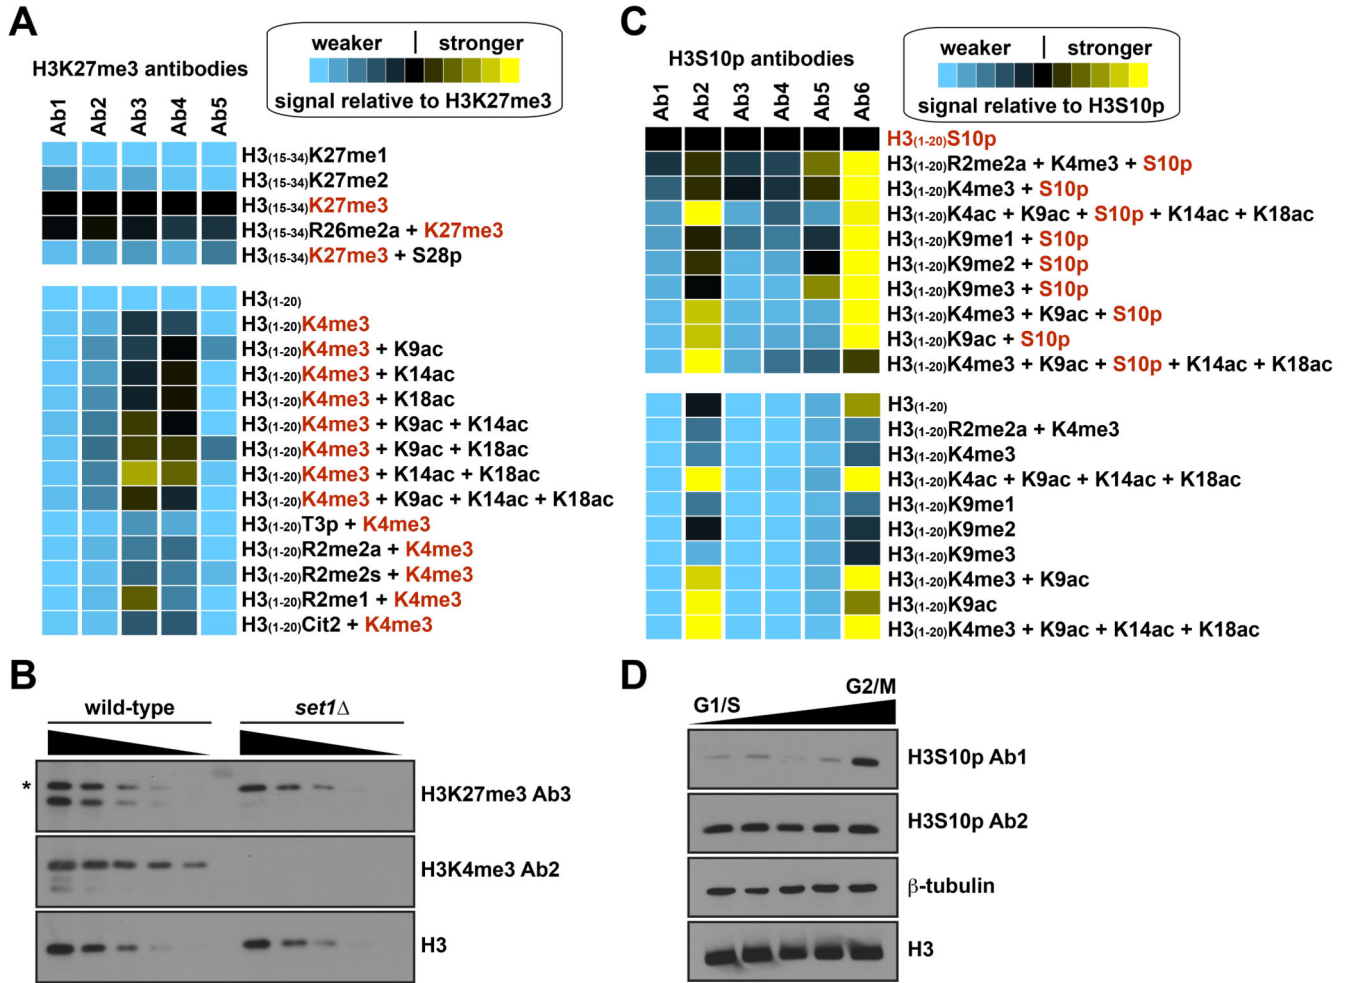 A
weaker | stronger
signal relative to H3K27me3
H3K27me3 antibodies
Ab1 Ab2 Ab3 Ab4 Ab5
H3(15-34)K27me1
H3(15-34)K27me2
H3(15-34)K27me3
H3(15-34)R26me2a + K27me3
H3(15-34)K27me3 + S28p
H3(1-20)
H3(1-20)K4me3
H3(1-20)K4me3 + K9ac
H3(1-20)K4me3 + K14ac
H3(1-20)K4me3 + K18ac
H3(1-20)K4me3 + K9ac + K14ac
H3(1-20)K4me3 + K9ac + K18ac
H3(1-20)K4me3 + K14ac + K18ac
H3(1-20)K4me3 + K9ac + K14ac + K18ac
H3(1-20)T3p + K4me3
H3(1-20)R2me2a + K4me3
H3(1-20)R2me2s + K4me3
H3(1-20)R2me1 + K4me3
H3(1-20)Cit2 + K4me3
B
wild-type set1Δ
*
H3K27me3 Ab3
H3K4me3 Ab2
H3
C
weaker | stronger
signal relative to H3S10p
H3S10p antibodies
Ab1 Ab2 Ab3 Ab4 Ab5 Ab6
H3(1-20)S10p
H3(1-20)R2me2a + K4me3 + S10p
H3(1-20)K4me3 + S10p
H3(1-20)K4ac + K9ac + S10p + K14ac + K18ac
H3(1-20)K9me1 + S10p
H3(1-20)K9me2 + S10p
H3(1-20)K9me3 + S10p
H3(1-20)K4me3 + K9ac + S10p
H3(1-20)K9ac + S10p
H3(1-20)K4me3 + K9ac + S10p + K14ac + K18ac
H3(1-20)
H3(1-20)R2me2a + K4me3
H3(1-20)K4me3
H3(1-20)K4ac + K9ac + K14ac + K18ac
H3(1-20)K9me1
H3(1-20)K9me2
H3(1-20)K9me3
H3(1-20)K4me3 + K9ac
H3(1-20)K9ac
H3(1-20)K4me3 + K9ac + K14ac + K18ac
D
G1/S G2/M
H3S10p Ab1
H3S10p Ab2
β-tubulin
H3